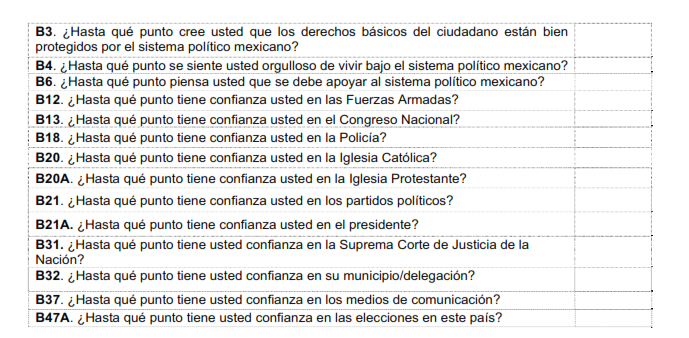 B3. ¿Hasta qué punto cree usted que los derechos básicos del ciudadano están bien
protegidos por el sistema político mexicano?
B4. ¿Hasta qué punto se siente usted orgulloso de vivir bajo el sistema político mexicano?
B6. ¿Hasta qué punto piensa usted que se debe apoyar al sistema político mexicano?
B12. ¿Hasta qué punto tiene confianza usted en las Fuerzas Armadas?
B13. ¿Hasta qué punto tiene confianza usted en el Congreso Nacional?
B18. ¿Hasta qué punto tiene confianza usted en la Policía?
B20. ¿Hasta qué punto tiene confianza usted en la Iglesia Católica?
B20A. ¿Hasta qué punto tiene confianza usted en la Iglesia Protestante?
B21. ¿Hasta qué punto tiene confianza usted en los partidos políticos?
B21A. ¿Hasta qué punto tiene confianza usted en el presidente?
B31. ¿Hasta qué punto tiene usted confianza en la Suprema Corte de Justicia de la
Nación?
B32. ¿Hasta qué punto tiene usted confianza en su municipio/delegación?
B37. ¿Hasta qué punto tiene usted confianza en los medios de comunicación?
B47A. ¿Hasta qué punto tiene usted confianza en las elecciones en este país?